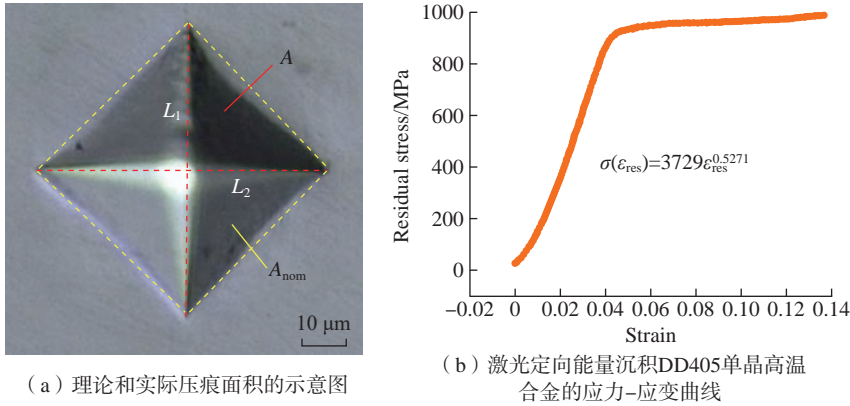 A
L₁
L₂
Aₙₒₘ
10 μm
（a）理论和实际压痕面积的示意图
1000
800
600
400
200
0
Residual stress/MPa
σ(ε_res)=3729ε_res^0.5271
−0.02 0 0.02 0.04 0.06 0.08 0.10 0.12 0.14
Strain
（b）激光定向能量沉积DD405单晶高温
合金的应力–应变曲线